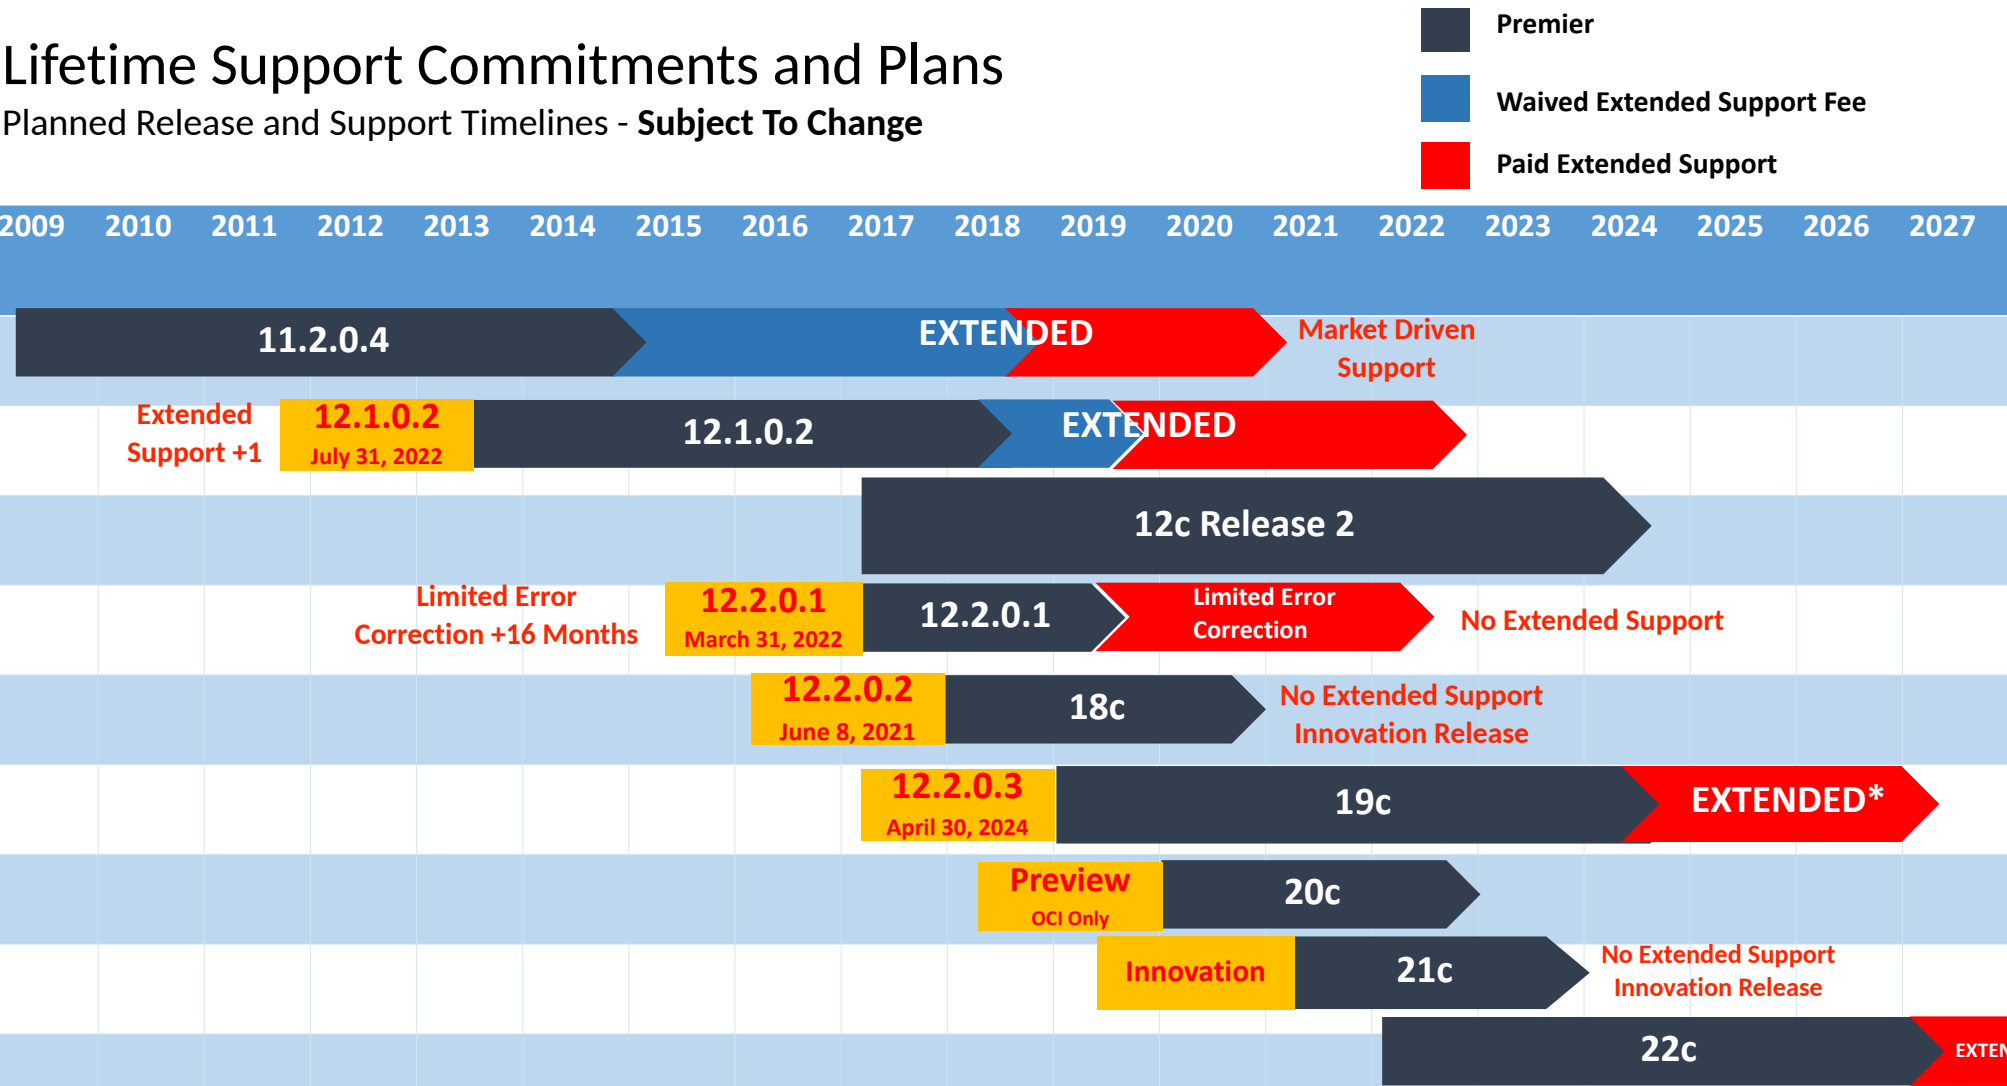 Premier
Lifetime Support Commitments and Plans
Waived Extended Support Fee
Planned Release and Support Timelines - Subject To Change
Paid Extended Support
2009 2010 2011 2012 2013 2014 2015 2016 2017 2018 2019 2020 2021 2022 2023 2024 2025 2026 2027
11.2.0.4
EXTENDED
Market Driven
Support
Extended
Support +1
12.1.0.2
July 31, 2022
12.1.0.2
EXTENDED
12c Release 2
Limited Error
Correction +16 Months
12.2.0.1
March 31, 2022
12.2.0.1
Limited Error
Correction
No Extended Support
12.2.0.2
June 8, 2021
18c
No Extended Support
Innovation Release
12.2.0.3
April 30, 2024
19c
EXTENDED*
Preview
OCI Only
20c
Innovation
21c
No Extended Support
Innovation Release
22c
EXTEN